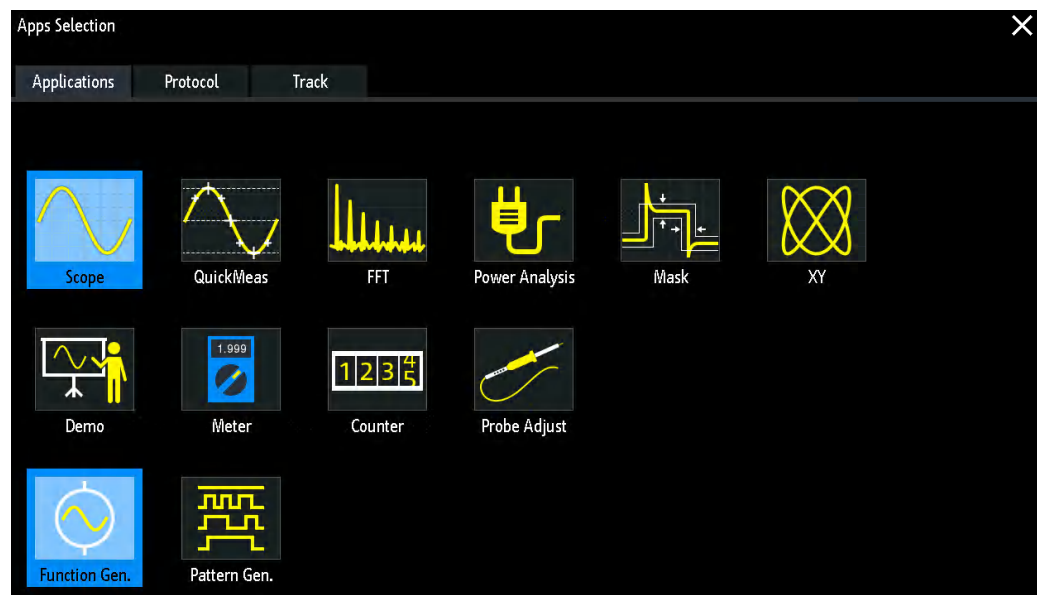 Apps Selection
Applications Protocol Track
Scope QuickMeas FFT Power Analysis Mask XY
1.999
1 2 3 4 5
Demo Meter Counter Probe Adjust
Function Gen. Pattern Gen.